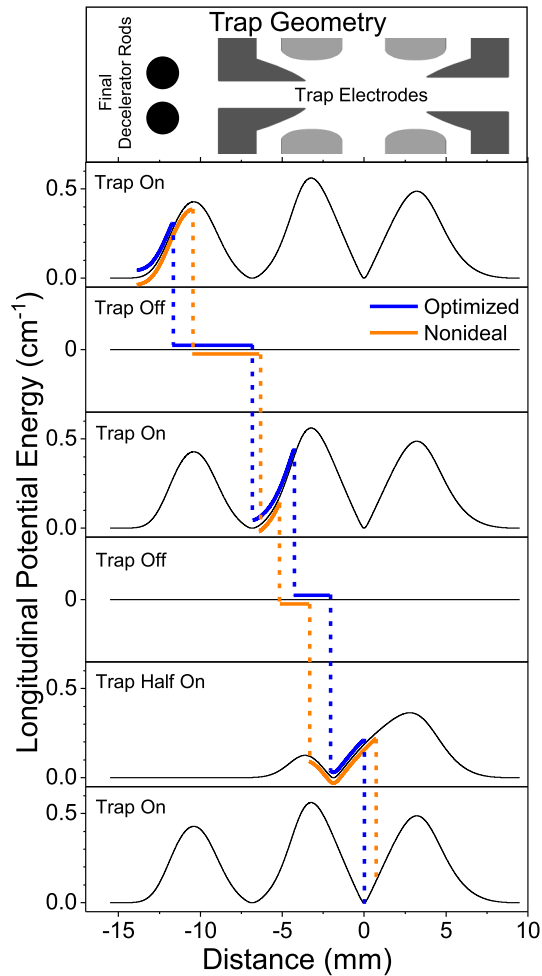 Trap Geometry
Final
Decelerator Rods
Trap Electrodes
Trap On
0.5
0.0
Trap Off
Optimized
Nonideal
0
Trap On
0.5
0.0
Trap Off
0
Trap Half On
0.5
0.0
Trap On
0.5
0.0
-15 -10 -5 0 5 10
Distance (mm)
Longitudinal Potential Energy (cm⁻¹)